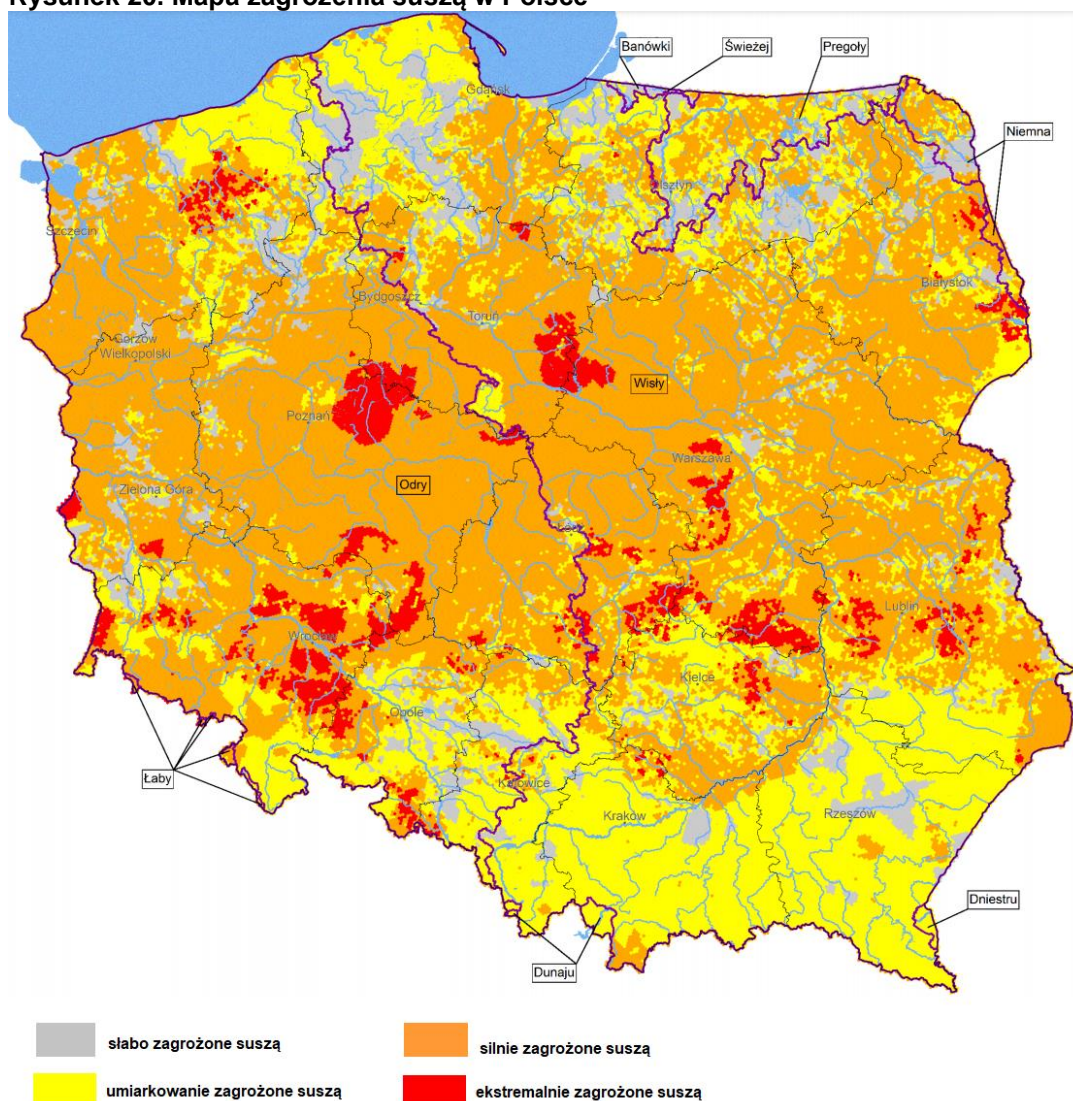 Rysunek 20. Mapa zagrożenia suszą w Polsce
Banówki
Świeżej
Pregoły
Gdańsk
Niemna
Olsztyn
Szczecin
Białystok
Bydgoszcz
Toruń
Gorzów
Wielkopolski
Wisły
Poznań
Warszawa
Odry
Zielona Góra
Łódź
Lublin
Wrocław
Kielce
Opole
Łaby
Katowice
Kraków
Rzeszów
Dniestru
Dunaju
słabo zagrożone suszą
silnie zagrożone suszą
umiarkowanie zagrożone suszą
ekstremalnie zagrożone suszą